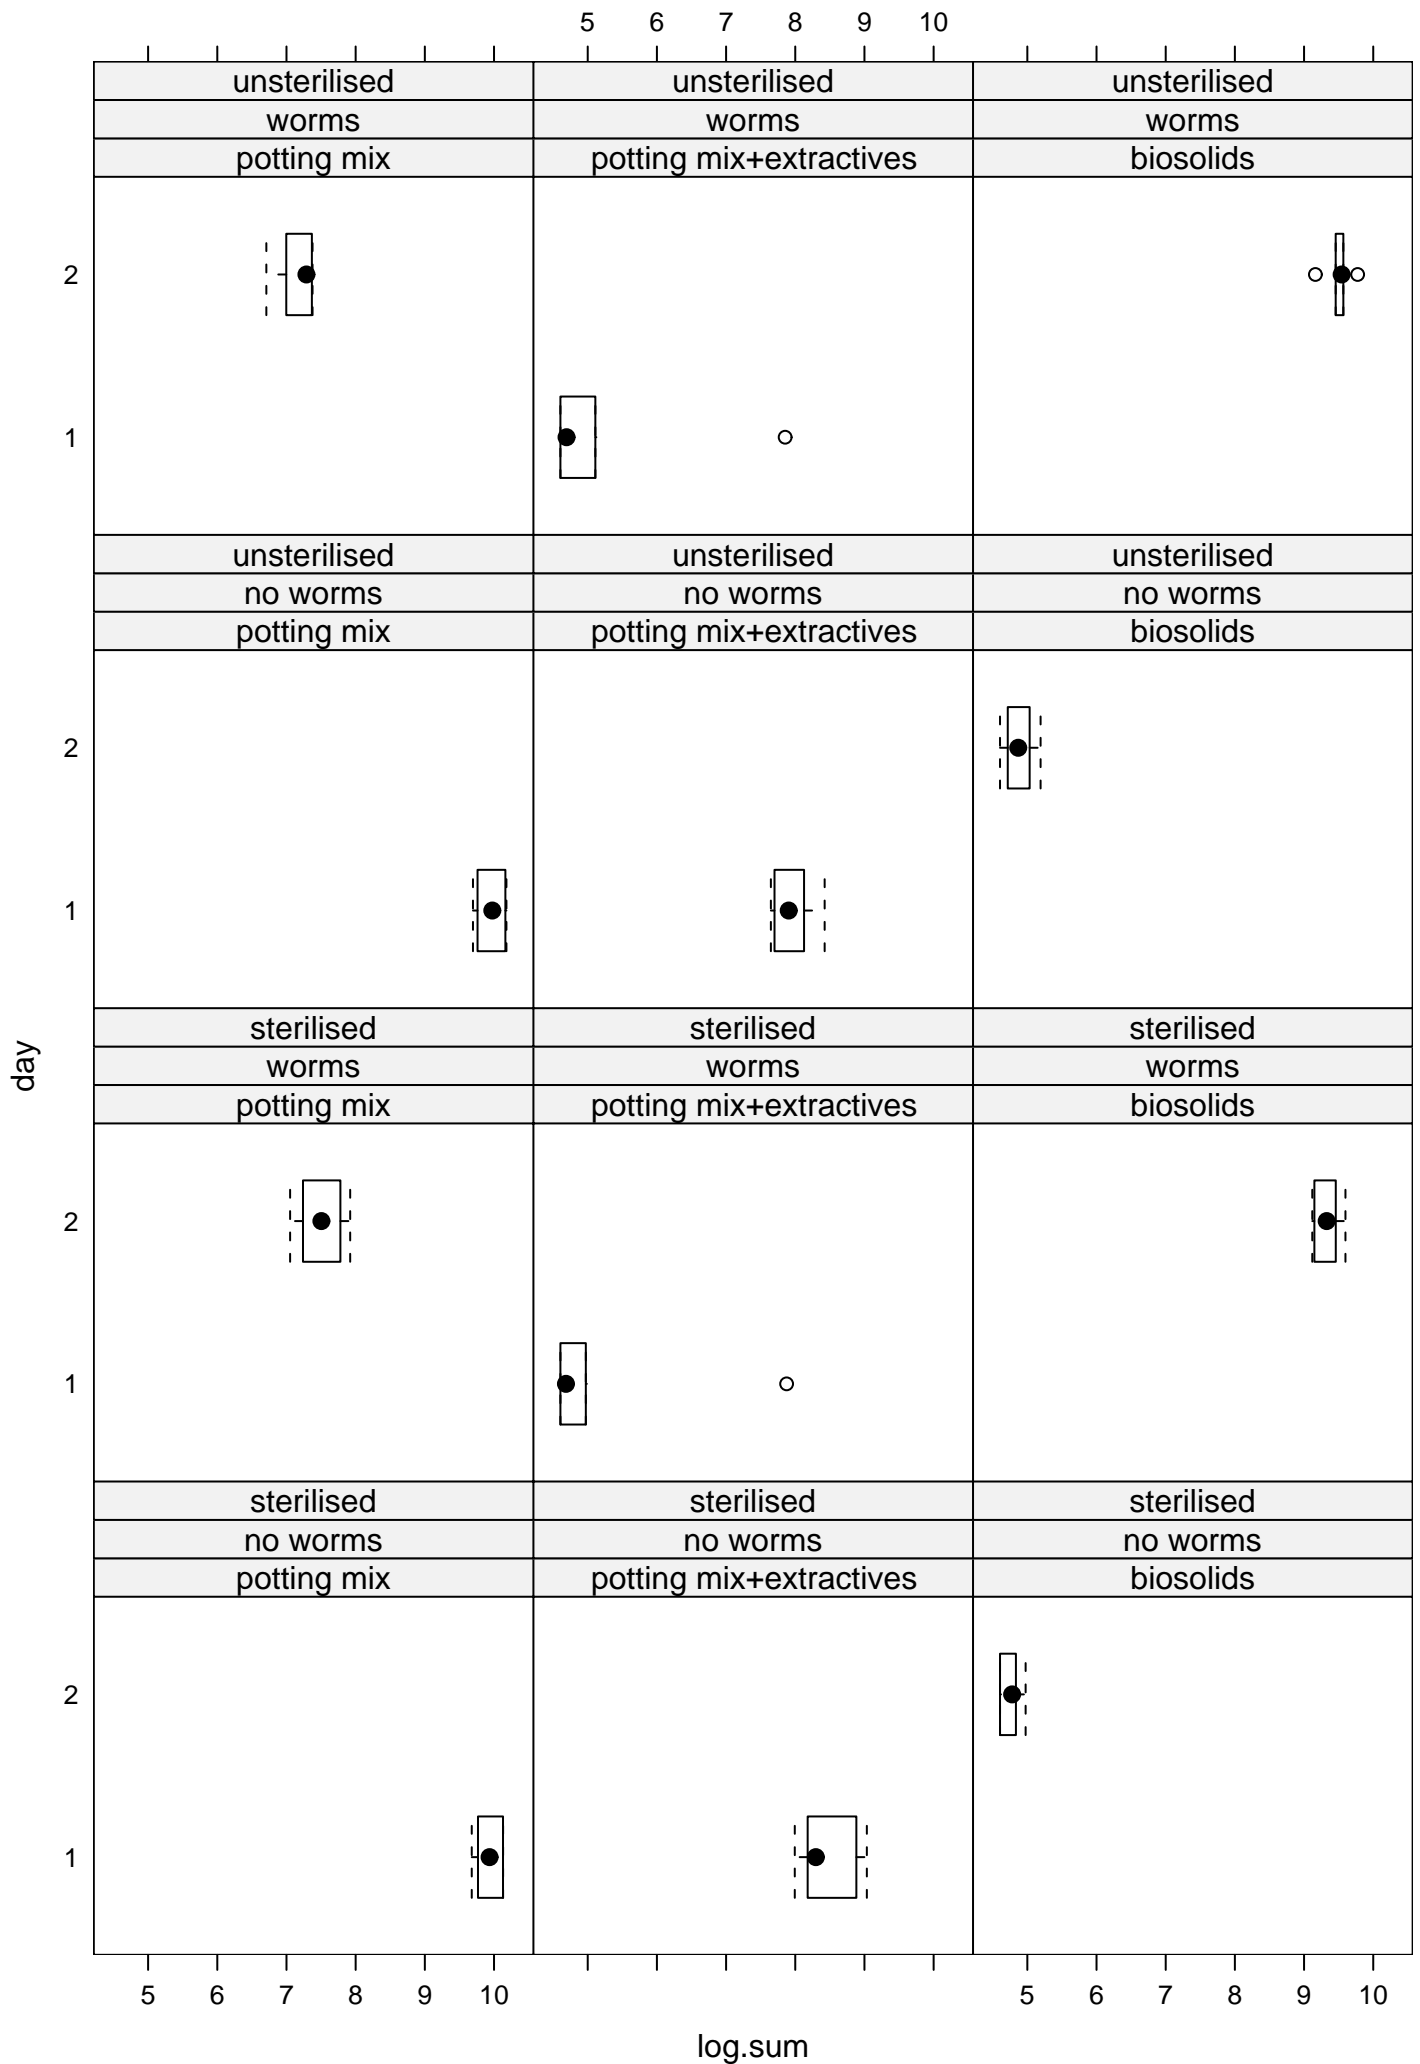 5 6 7 8 9 10
unsterilised unsterilised unsterilised
worms worms worms
potting mix potting mix+extractives biosolids
2
1
unsterilised unsterilised unsterilised
no worms no worms no worms
potting mix potting mix+extractives biosolids
2
1
sterilised sterilised sterilised
day
worms worms worms
potting mix potting mix+extractives biosolids
2
1
sterilised sterilised sterilised
no worms no worms no worms
potting mix potting mix+extractives biosolids
2
1
5 6 7 8 9 10 5 6 7 8 9 10
log.sum